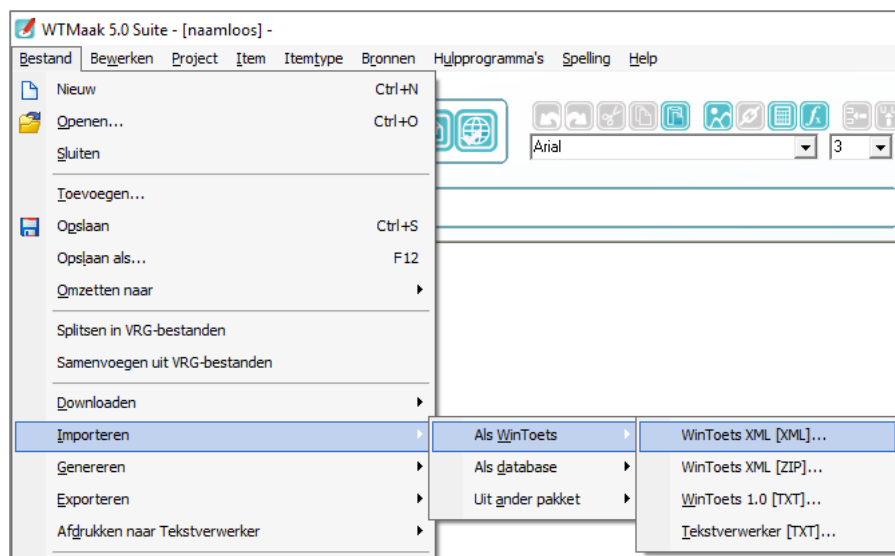 WTMaak 5.0 Suite - [naamloos] -
Bestand Bewerken Project Item Itemtype Bronnen Hulpprogramma's Spelling Help
Nieuw Ctrl+N
Openen... Ctrl+O
Sluiten
Arial 3
Toevoegen...
Opslaan Ctrl+S
Opslaan als... F12
Omzetten naar
Splitsen in VRG-bestanden
Samenvoegen uit VRG-bestanden
Downloaden
Importeren Als WinToets WinToets XML [XML]...
Genereren Als database WinToets XML [ZIP]...
Exporteren Uit ander pakket WinToets 1.0 [TXT]...
Afdrukken naar Tekstverwerker Tekstverwerker [TXT]...